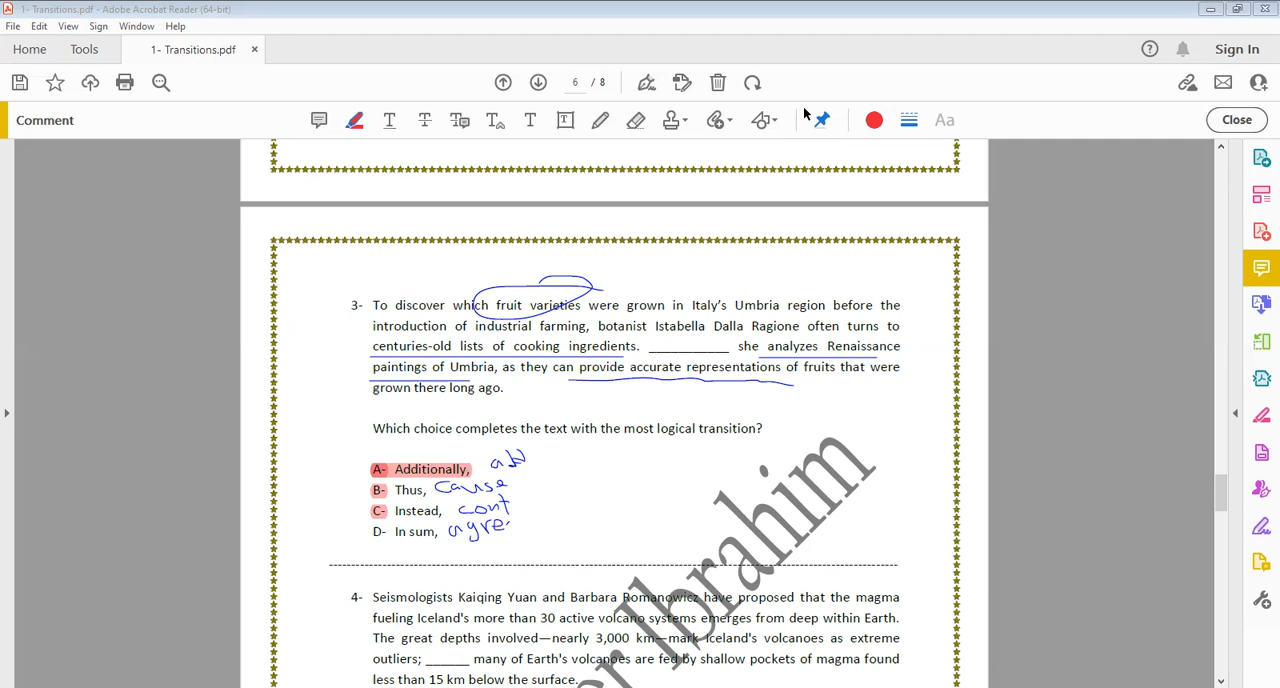 1- Transitions.pdf - Adobe Acrobat Reader (64-bit)
File Edit View Sign Window Help
Home Tools 1- Transitions.pdf × Sign In
6 / 8
Comment Aa Close
3- To discover which fruit varieties were grown in Italy's Umbria region before the
introduction of industrial farming, botanist Istabella Dalla Ragione often turns to
centuries-old lists of cooking ingredients. ___________ she analyzes Renaissance
paintings of Umbria, as they can provide accurate representations of fruits that were
grown there long ago.
Which choice completes the text with the most logical transition?
A- Additionally, add
B- Thus, cause
C- Instead, cont
D- In sum, agre
4- Seismologists Kaiqing Yuan and Barbara Romanowicz have proposed that the magma
fueling Iceland's more than 30 active volcano systems emerges from deep within Earth.
The great depths involved—nearly 3,000 km—mark Iceland's volcanoes as extreme
outliers; ______ many of Earth's volcanoes are fed by shallow pockets of magma found
less than 15 km below the surface.
er Ibrahim